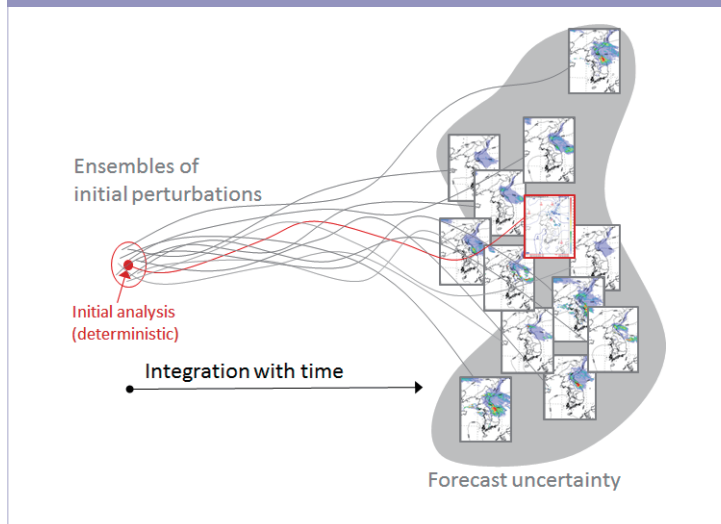 Ensembles of
initial perturbations
Initial analysis
(deterministic)
Integration with time
Forecast uncertainty